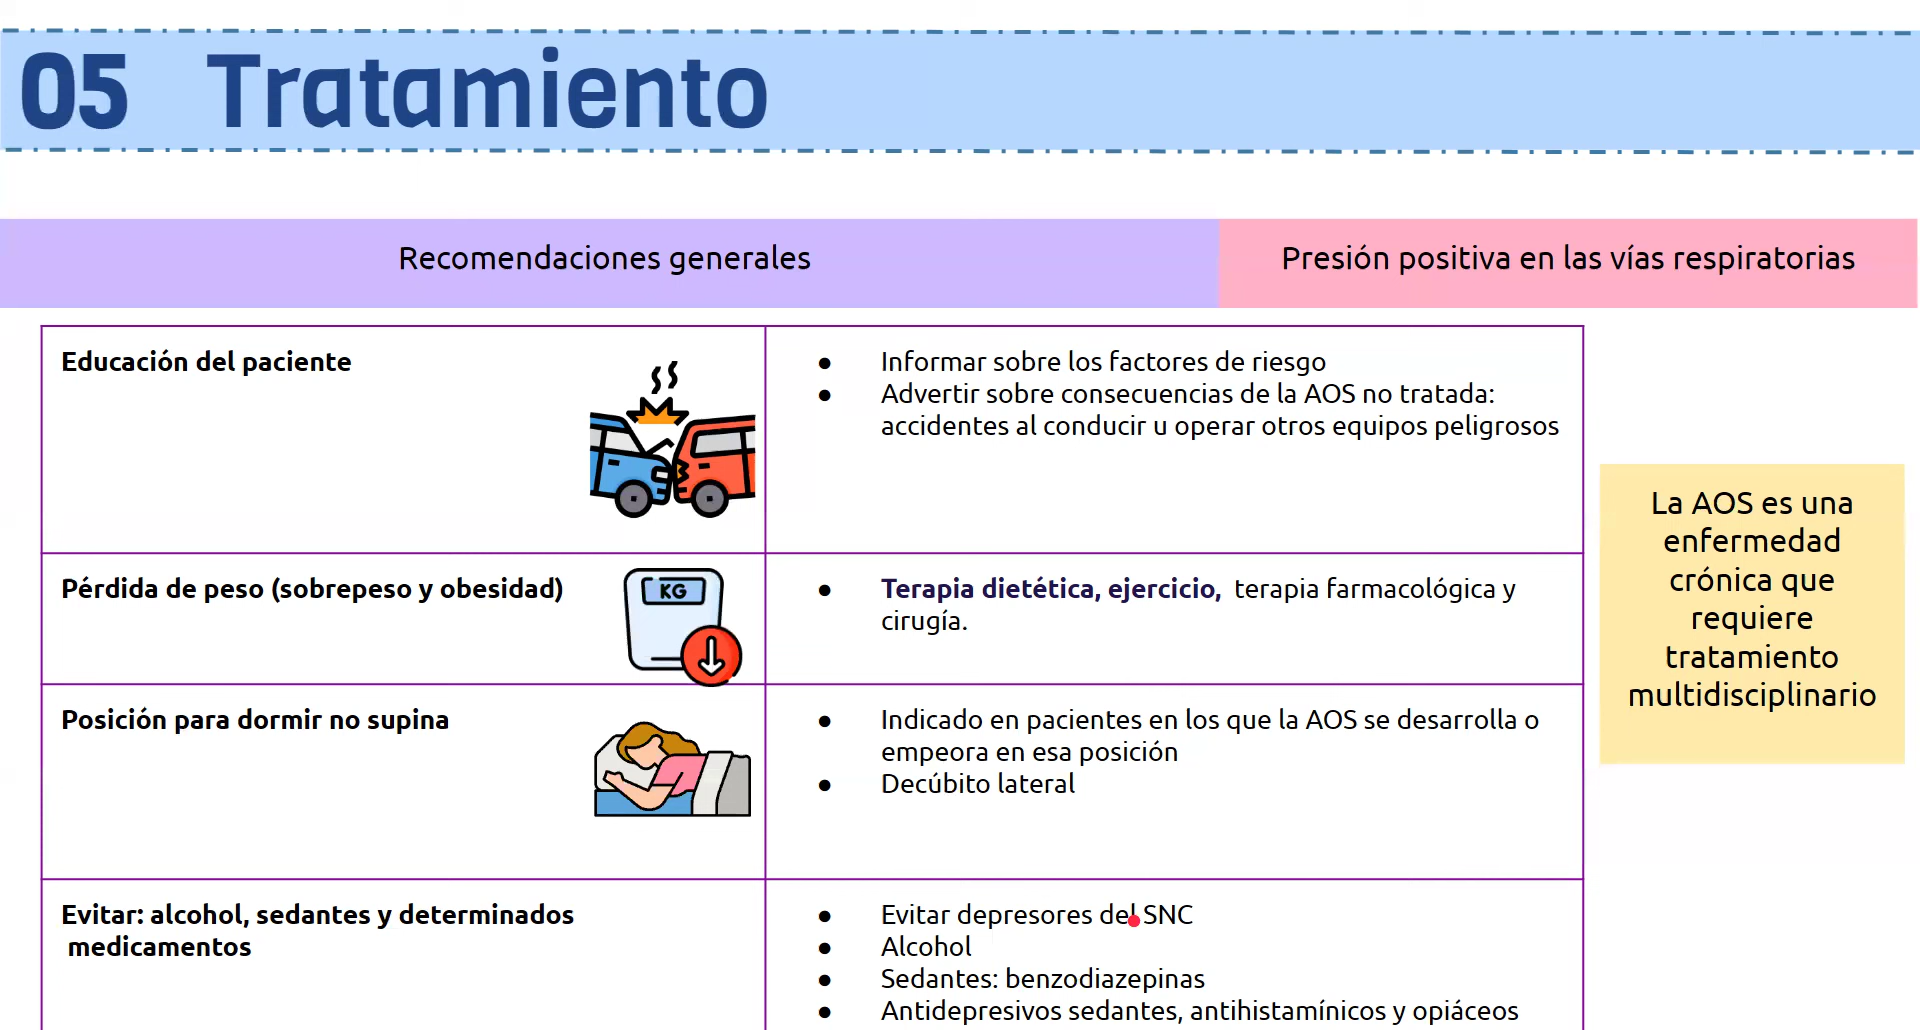 05 Tratamiento
Recomendaciones generales
Presión positiva en las vías respiratorias
Educación del paciente
● Informar sobre los factores de riesgo
● Advertir sobre consecuencias de la AOS no tratada:
accidentes al conducir u operar otros equipos peligrosos
Pérdida de peso (sobrepeso y obesidad)
KG
● Terapia dietética, ejercicio, terapia farmacológica y
cirugía.
Posición para dormir no supina
● Indicado en pacientes en los que la AOS se desarrolla o
empeora en esa posición
● Decúbito lateral
Evitar: alcohol, sedantes y determinados
medicamentos
● Evitar depresores del SNC
● Alcohol
● Sedantes: benzodiazepinas
● Antidepresivos sedantes, antihistamínicos y opiáceos
La AOS es una
enfermedad
crónica que
requiere
tratamiento
multidisciplinario